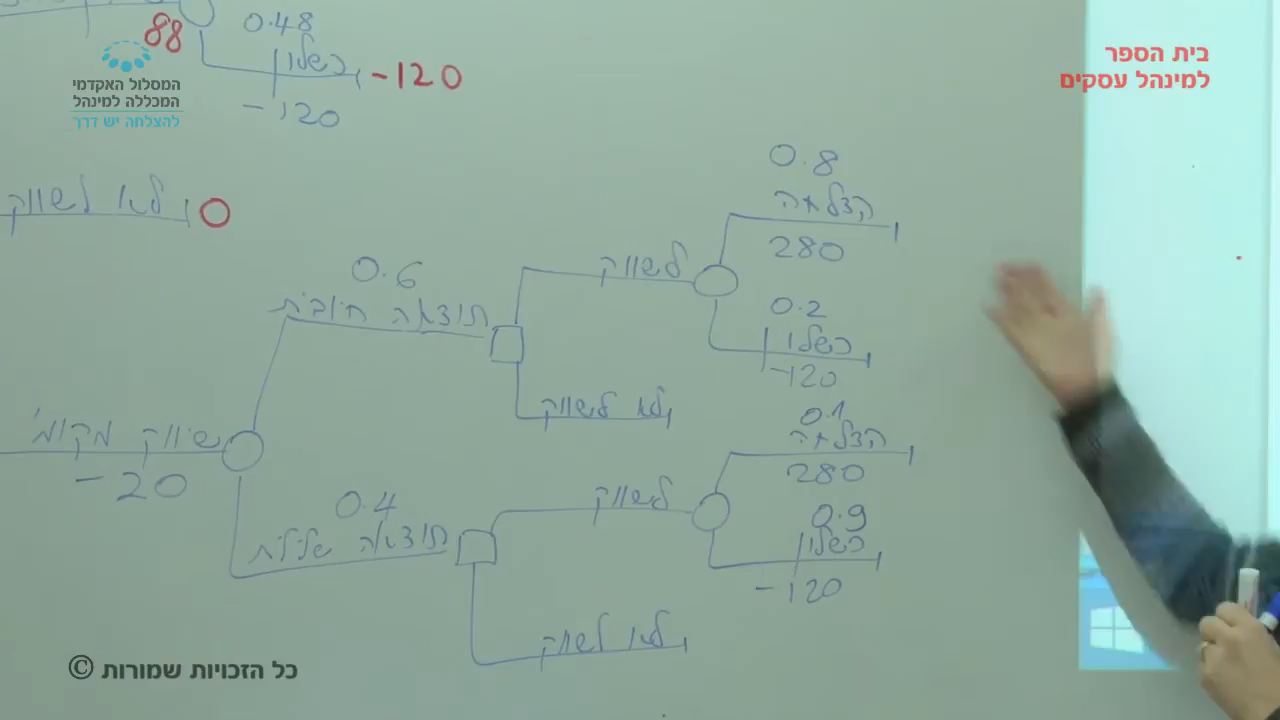 0.48
88
כשלון
-120
-120
המסלול האקדמי
המכללה למינהל
להצלחה יש דרך
בית הספר
למינהל עסקים
לא לשווק
0
0.8
הצלחה
280
לשווק
0.6
תוצאה חיובית
0.2
כשלון
-120
לא לשווק
שיווק מקומי
-20
0.1
הצלחה
280
לשווק
0.4
תוצאה שלילית
0.9
כשלון
-120
לא לשווק
כל הזכויות שמורות ©